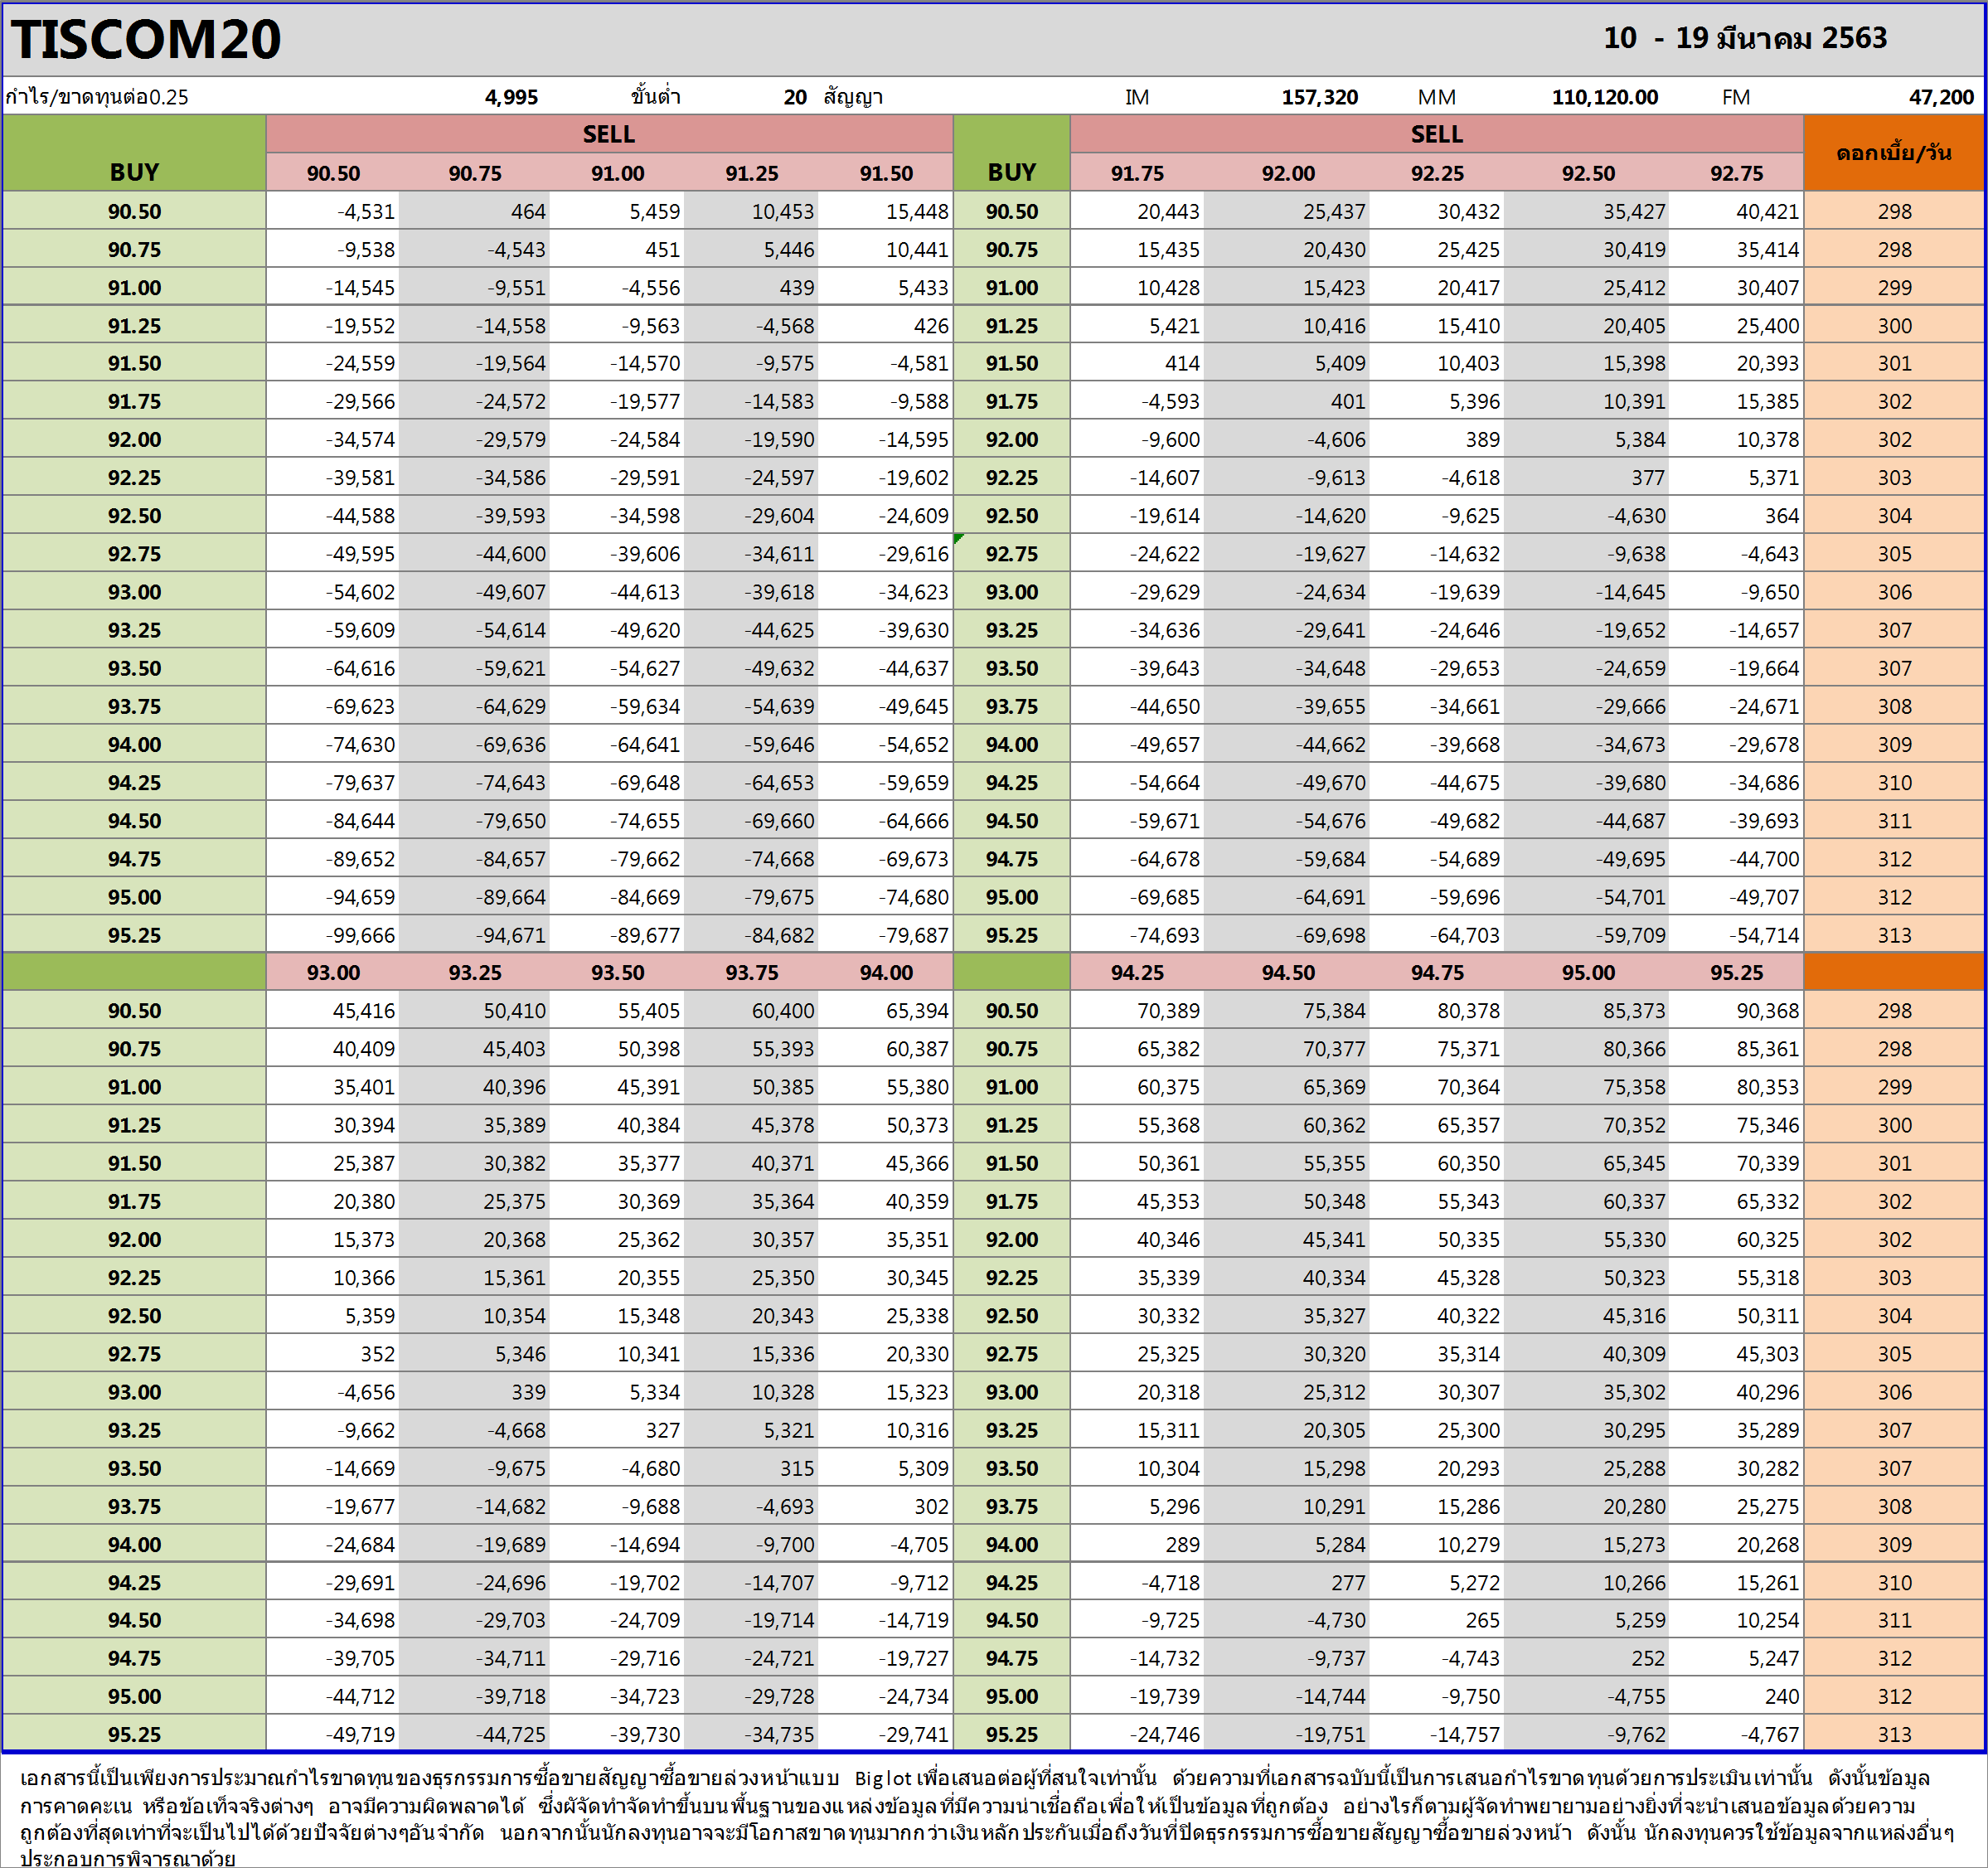 TISCOM20 10 - 19 มีนาคม 2563
กำไร/ขาดทุนต่อ0.25 4,995 ขั้นต่ำ 20 สัญญา IM 157,320 MM 110,120.00 FM 47,200
BUY SELL BUY SELL ดอกเบี้ย/วัน
90.50 90.75 91.00 91.25 91.50 91.75 92.00 92.25 92.50 92.75
90.50 -4,531 464 5,459 10,453 15,448 90.50 20,443 25,437 30,432 35,427 40,421 298
90.75 -9,538 -4,543 451 5,446 10,441 90.75 15,435 20,430 25,425 30,419 35,414 298
91.00 -14,545 -9,551 -4,556 439 5,433 91.00 10,428 15,423 20,417 25,412 30,407 299
91.25 -19,552 -14,558 -9,563 -4,568 426 91.25 5,421 10,416 15,410 20,405 25,400 300
91.50 -24,559 -19,564 -14,570 -9,575 -4,581 91.50 414 5,409 10,403 15,398 20,393 301
91.75 -29,566 -24,572 -19,577 -14,583 -9,588 91.75 -4,593 401 5,396 10,391 15,385 302
92.00 -34,574 -29,579 -24,584 -19,590 -14,595 92.00 -9,600 -4,606 389 5,384 10,378 302
92.25 -39,581 -34,586 -29,591 -24,597 -19,602 92.25 -14,607 -9,613 -4,618 377 5,371 303
92.50 -44,588 -39,593 -34,598 -29,604 -24,609 92.50 -19,614 -14,620 -9,625 -4,630 364 304
92.75 -49,595 -44,600 -39,606 -34,611 -29,616 92.75 -24,622 -19,627 -14,632 -9,638 -4,643 305
93.00 -54,602 -49,607 -44,613 -39,618 -34,623 93.00 -29,629 -24,634 -19,639 -14,645 -9,650 306
93.25 -59,609 -54,614 -49,620 -44,625 -39,630 93.25 -34,636 -29,641 -24,646 -19,652 -14,657 307
93.50 -64,616 -59,621 -54,627 -49,632 -44,637 93.50 -39,643 -34,648 -29,653 -24,659 -19,664 307
93.75 -69,623 -64,629 -59,634 -54,639 -49,645 93.75 -44,650 -39,655 -34,661 -29,666 -24,671 308
94.00 -74,630 -69,636 -64,641 -59,646 -54,652 94.00 -49,657 -44,662 -39,668 -34,673 -29,678 309
94.25 -79,637 -74,643 -69,648 -64,653 -59,659 94.25 -54,664 -49,670 -44,675 -39,680 -34,686 310
94.50 -84,644 -79,650 -74,655 -69,660 -64,666 94.50 -59,671 -54,676 -49,682 -44,687 -39,693 311
94.75 -89,652 -84,657 -79,662 -74,668 -69,673 94.75 -64,678 -59,684 -54,689 -49,695 -44,700 312
95.00 -94,659 -89,664 -84,669 -79,675 -74,680 95.00 -69,685 -64,691 -59,696 -54,701 -49,707 312
95.25 -99,666 -94,671 -89,677 -84,682 -79,687 95.25 -74,693 -69,698 -64,703 -59,709 -54,714 313
93.00 93.25 93.50 93.75 94.00 94.25 94.50 94.75 95.00 95.25
90.50 45,416 50,410 55,405 60,400 65,394 90.50 70,389 75,384 80,378 85,373 90,368 298
90.75 40,409 45,403 50,398 55,393 60,387 90.75 65,382 70,377 75,371 80,366 85,361 298
91.00 35,401 40,396 45,391 50,385 55,380 91.00 60,375 65,369 70,364 75,358 80,353 299
91.25 30,394 35,389 40,384 45,378 50,373 91.25 55,368 60,362 65,357 70,352 75,346 300
91.50 25,387 30,382 35,377 40,371 45,366 91.50 50,361 55,355 60,350 65,345 70,339 301
91.75 20,380 25,375 30,369 35,364 40,359 91.75 45,353 50,348 55,343 60,337 65,332 302
92.00 15,373 20,368 25,362 30,357 35,351 92.00 40,346 45,341 50,335 55,330 60,325 302
92.25 10,366 15,361 20,355 25,350 30,345 92.25 35,339 40,334 45,328 50,323 55,318 303
92.50 5,359 10,354 15,348 20,343 25,338 92.50 30,332 35,327 40,322 45,316 50,311 304
92.75 352 5,346 10,341 15,336 20,330 92.75 25,325 30,320 35,314 40,309 45,303 305
93.00 -4,656 339 5,334 10,328 15,323 93.00 20,318 25,312 30,307 35,302 40,296 306
93.25 -9,662 -4,668 327 5,321 10,316 93.25 15,311 20,305 25,300 30,295 35,289 307
93.50 -14,669 -9,675 -4,680 315 5,309 93.50 10,304 15,298 20,293 25,288 30,282 307
93.75 -19,677 -14,682 -9,688 -4,693 302 93.75 5,296 10,291 15,286 20,280 25,275 308
94.00 -24,684 -19,689 -14,694 -9,700 -4,705 94.00 289 5,284 10,279 15,273 20,268 309
94.25 -29,691 -24,696 -19,702 -14,707 -9,712 94.25 -4,718 277 5,272 10,266 15,261 310
94.50 -34,698 -29,703 -24,709 -19,714 -14,719 94.50 -9,725 -4,730 265 5,259 10,254 311
94.75 -39,705 -34,711 -29,716 -24,721 -19,727 94.75 -14,732 -9,737 -4,743 252 5,247 312
95.00 -44,712 -39,718 -34,723 -29,728 -24,734 95.00 -19,739 -14,744 -9,750 -4,755 240 312
95.25 -49,719 -44,725 -39,730 -34,735 -29,741 95.25 -24,746 -19,751 -14,757 -9,762 -4,767 313
เอกสารนี้เป็นเพียงการประมาณกำไรขาดทุนของธุรกรรมการซื้อขายสัญญาซื้อขายล่วงหน้าแบบ Big lot เพื่อเสนอต่อผู้ที่สนใจเท่านั้น ด้วยความที่เอกสารฉบับนี้เป็นการเสนอกำไรขาดทุนด้วยการประเมินเท่านั้น ดังนั้นข้อมูล
การคาดคะเน หรือข้อเท็จจริงต่างๆ อาจมีความผิดพลาดได้ ซึ่งผัจัดทำจัดทำขึ้นบนพื้นฐานของแหล่งข้อมูลที่มีความน่าเชื่อถือเพื่อให้เป็นข้อมูลที่ถูกต้อง อย่างไรก็ตามผู้จัดทำพยายามอย่างยิ่งที่จะนำเสนอข้อมูลด้วยความ
ถูกต้องที่สุดเท่าที่จะเป็นไปได้ด้วยปัจจัยต่างๆอันจำกัด นอกจากนั้นนักลงทุนอาจจะมีโอกาสขาดทุนมากกว่าเงินหลักประกันเมื่อถึงวันที่ปิดธุรกรรมการซื้อขายสัญญาซื้อขายล่วงหน้า ดังนั้น นักลงทุนควรใช้ข้อมูลจากแหล่งอื่นๆ
ประกอบการพิจารณาด้วย